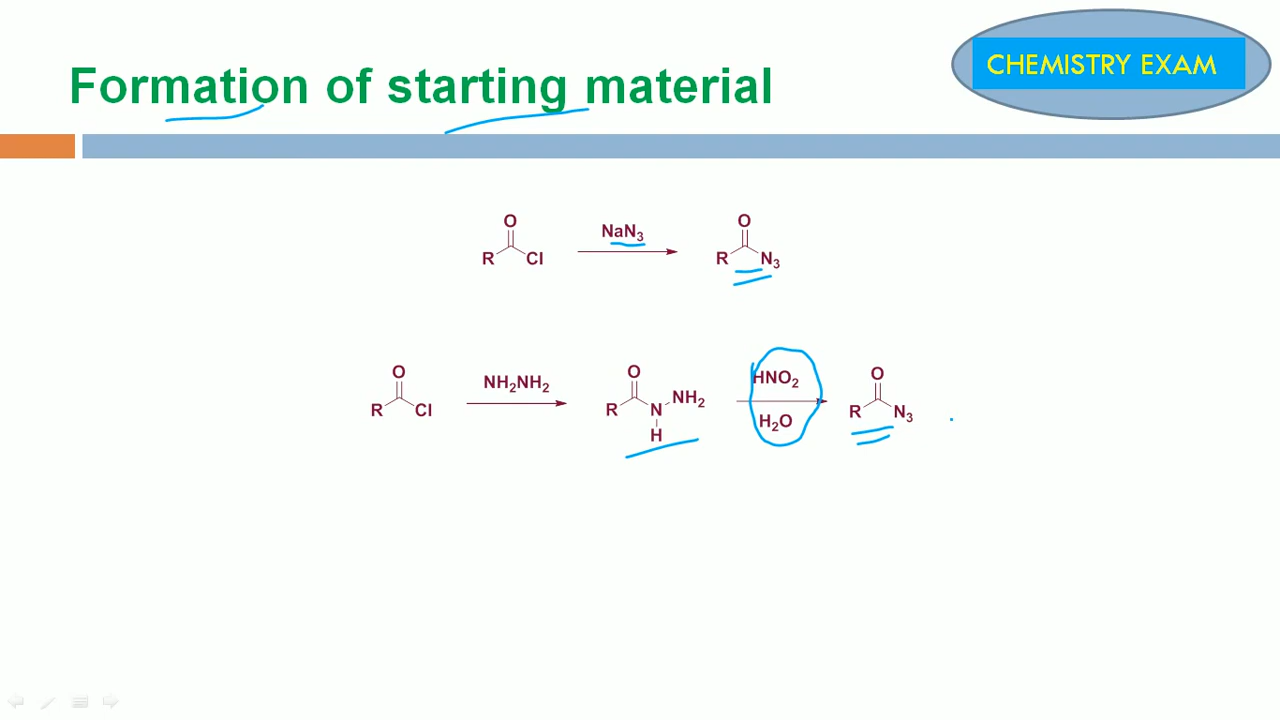 Formation of starting material
CHEMISTRY EXAM
O
R
Cl
NaN₃
O
R
N₃
O
R
Cl
NH₂NH₂
O
R
N
H
NH₂
HNO₂
H₂O
O
R
N₃